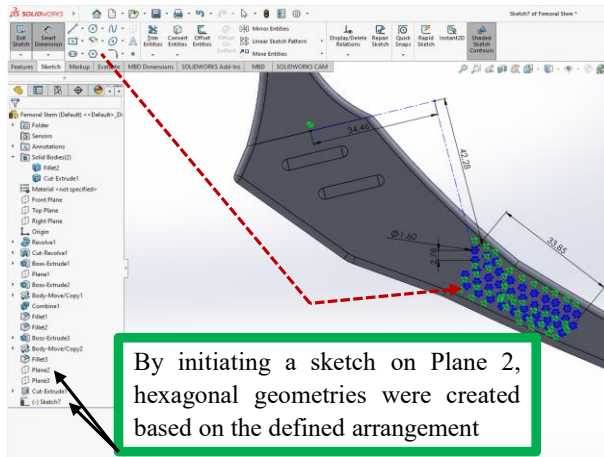 SOLIDWORKS
Sketch7 of Femoral Stem *
Exit Sketch
Smart Dimension
Trim Entities
Convert Entities
Offset Entities
Offset On Surface
Mirror Entities
Linear Sketch Pattern
Move Entities
Display/Delete Relations
Repair Sketch
Quick Snaps
Rapid Sketch
Instant2D
Shaded Sketch Contours
Features Sketch Markup Evaluate MBD Dimensions SOLIDWORKS Add-Ins MBD SOLIDWORKS CAM
Femoral Stem (Default) <<Default>_Di
Folder
Sensors
Annotations
Solid Bodies(2)
Fillet2
Cut-Extrude1
Material <not specified>
Front Plane
Top Plane
Right Plane
Origin
Revolve1
Cut-Revolve1
Boss-Extrude1
Plane1
Boss-Extrude2
Body-Move/Copy1
Combine1
Fillet1
Fillet2
Boss-Extrude3
Body-Move/Copy2
Fillet3
Plane2
Plane3
Cut-Extrude1
(-) Sketch7
34.46
42.28
33.85
Ø1.60
2.78
By initiating a sketch on Plane 2,
hexagonal geometries were created
based on the defined arrangement